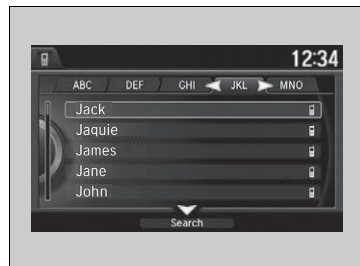 12:34
ABC DEF GHI JKL MNO
Jack
Jaquie
James
Jane
John
Search